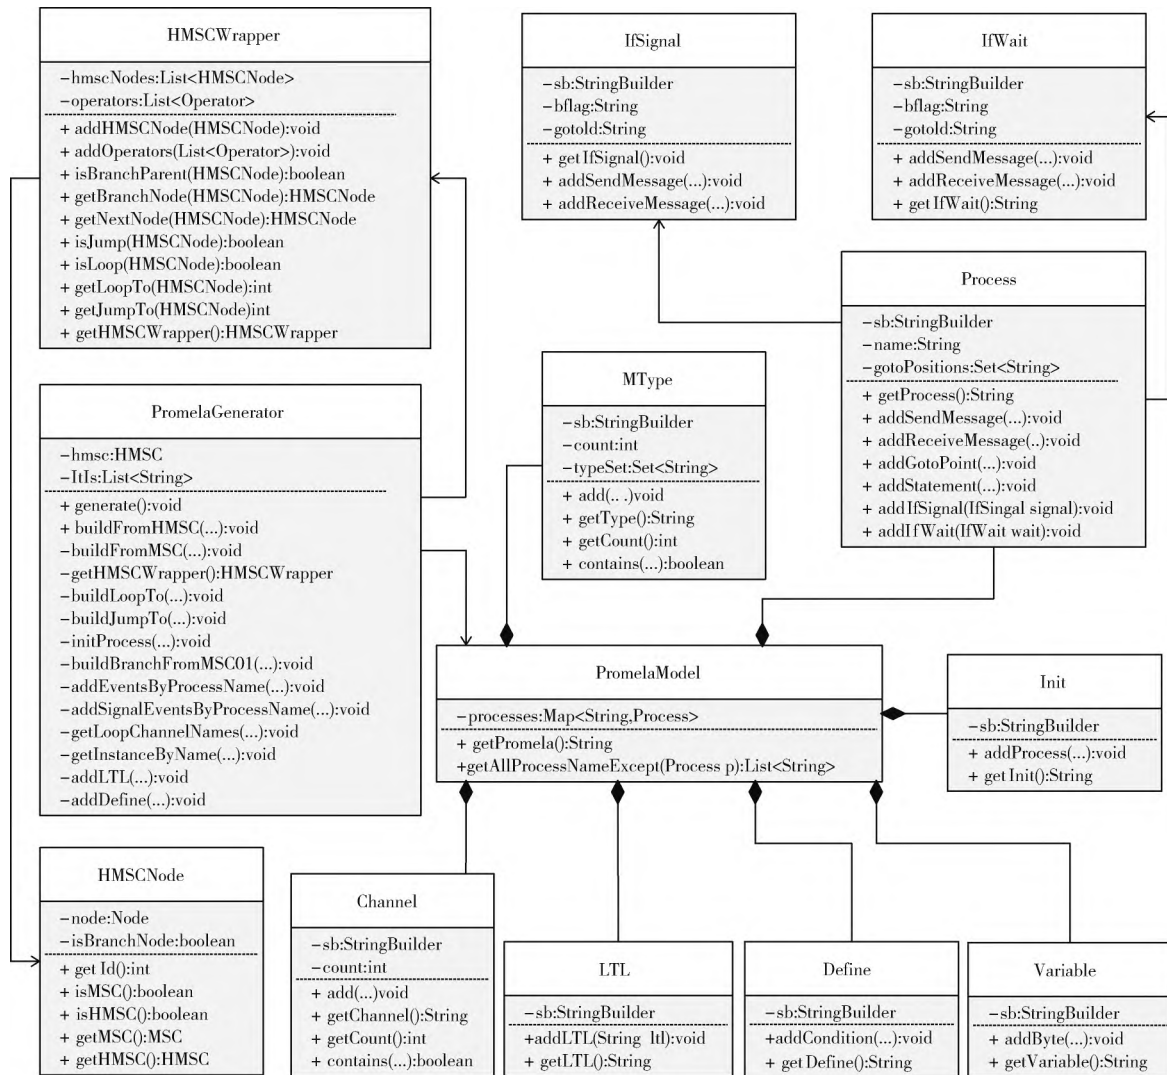 HMSCWrapper
-hmscNodes:List<HMSCNode>
-operators:List<Operator>
+ addHMSCNode(HMSCNode):void
+ addOperators(List<Operator>):void
+ isBranchParent(HMSCNode):boolean
+ getBranchNode(HMSCNode):HMSCNode
+ getNextNode(HMSCNode):HMSCNode
+ isJump(HMSCNode):boolean
+ isLoop(HMSCNode):boolean
+ getLoopTo(HMSCNode):int
+ getJumpTo(HMSCNode)int
+ getHMSCWrapper():HMSCWrapper
IfSignal
-sb:StringBuilder
-bflag:String
-gotoId:String
+ getIfSignal():void
+ addSendMessage(...):void
+ addReceiveMessage(...):void
IfWait
-sb:StringBuilder
-bflag:String
-gotoId:String
+ addSendMessage(...):void
+ addReceiveMessage(...):void
+ getIfWait():String
Process
-sb:StringBuilder
-name:String
-gotoPositions:Set<String>
+ getProcess():String
+ addSendMessage(...):void
+ addReceiveMessage(..):void
+ addGotoPoint(...):void
+ addStatement(...):void
+ addIfSignal(IfSingal signal):void
+ addIfWait(IfWait wait):void
MType
-sb:StringBuilder
-count:int
-typeSet:Set<String>
+ add(.. .)void
+ getType():String
+ getCount():int
+ contains(...):boolean
PromelaGenerator
-hmsc:HMSC
-ItIs:List<String>
+ generate():void
+ buildFromHMSC(...):void
-buildFromMSC(...):void
-getHMSCWrapper():HMSCWrapper
-buildLoopTo(...):void
-buildJumpTo(...):void
-initProcess(...):void
-buildBranchFromMSC01(...):void
-addEventsByProcessName(...):void
-addSignalEventsByProcessName(...):void
-getLoopChannelNames(...):void
-getInstanceByName(...):void
-addLTL(...):void
-addDefine(...):void
PromelaModel
-processes:Map<String,Process>
+ getPromela():String
+getAllProcessNameExcept(Process p):List<String>
Init
-sb:StringBuilder
+ addProcess(...):void
+ getInit():String
HMSCNode
-node:Node
-isBranchNode:boolean
+ get Id():int
+ isMSC():boolean
+ isHMSC():boolean
+ getMSC():MSC
+ getHMSC():HMSC
Channel
-sb:StringBuilder
-count:int
+ add(...)void
+ getChannel():String
+ getCount():int
+ contains(...):boolean
LTL
-sb:StringBuilder
+addLTL(String ltl):void
+ getLTL():String
Define
-sb:StringBuilder
+addCondition(...):void
+ getDefine():String
Variable
-sb:StringBuilder
+ addByte(...):void
+ getVariable():String